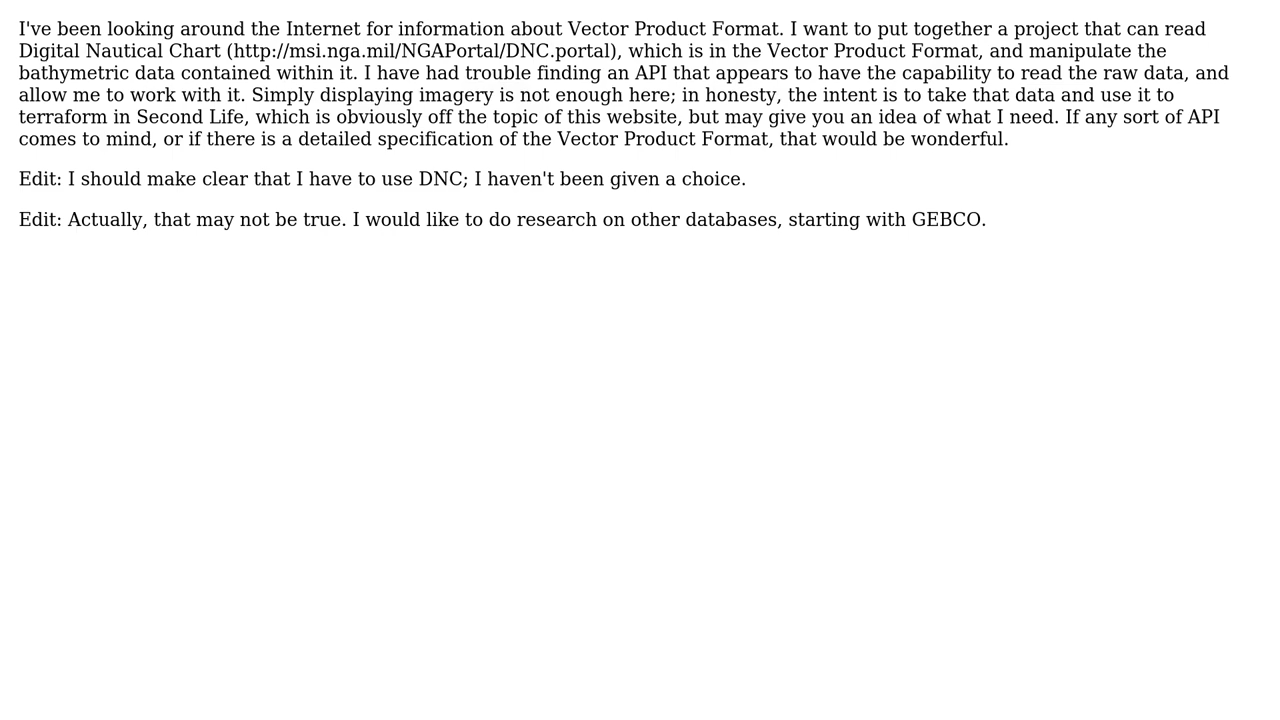 I've been looking around the Internet for information about Vector Product Format. I want to put together a project that can read
Digital Nautical Chart (http://msi.nga.mil/NGAPortal/DNC.portal), which is in the Vector Product Format, and manipulate the
bathymetric data contained within it. I have had trouble finding an API that appears to have the capability to read the raw data, and
allow me to work with it. Simply displaying imagery is not enough here; in honesty, the intent is to take that data and use it to
terraform in Second Life, which is obviously off the topic of this website, but may give you an idea of what I need. If any sort of API
comes to mind, or if there is a detailed specification of the Vector Product Format, that would be wonderful.
Edit: I should make clear that I have to use DNC; I haven't been given a choice.
Edit: Actually, that may not be true. I would like to do research on other databases, starting with GEBCO.